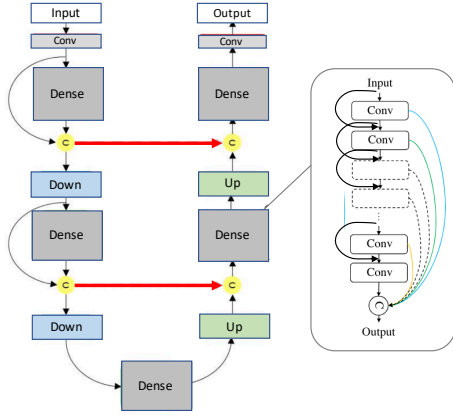 Input
Conv
Dense
C
Down
Dense
C
Down
Dense
Output
Conv
Dense
C
Up
Dense
C
Up
Input
Conv
Conv
Conv
Conv
C
Output